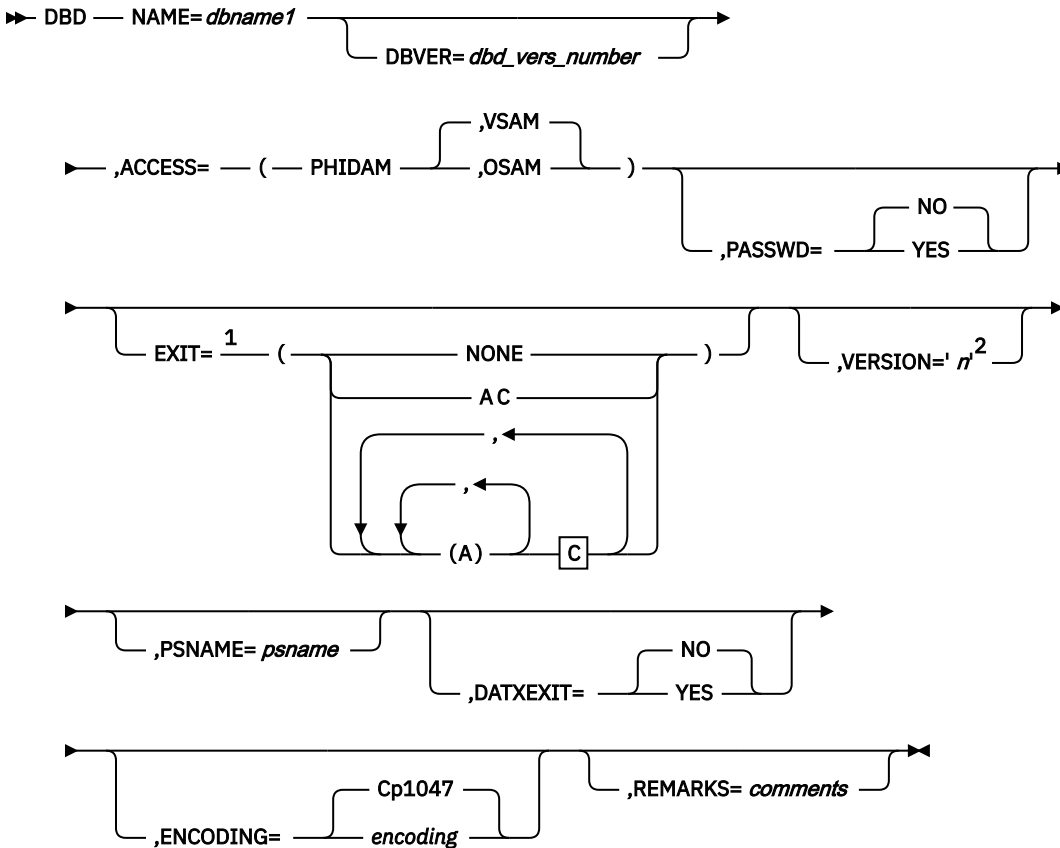 DBD NAME= dbname1
DBVER= dbd_vers_number
,VSAM
,ACCESS= ( PHIDAM ,OSAM )
NO
,PASSWD= YES
EXIT= 1 ( NONE ) ,VERSION=' n' 2
A C
,
,
(A) C
,PSNAME= psname NO
,DATXEXIT= YES
Cp1047 ,REMARKS= comments
,ENCODING= encoding